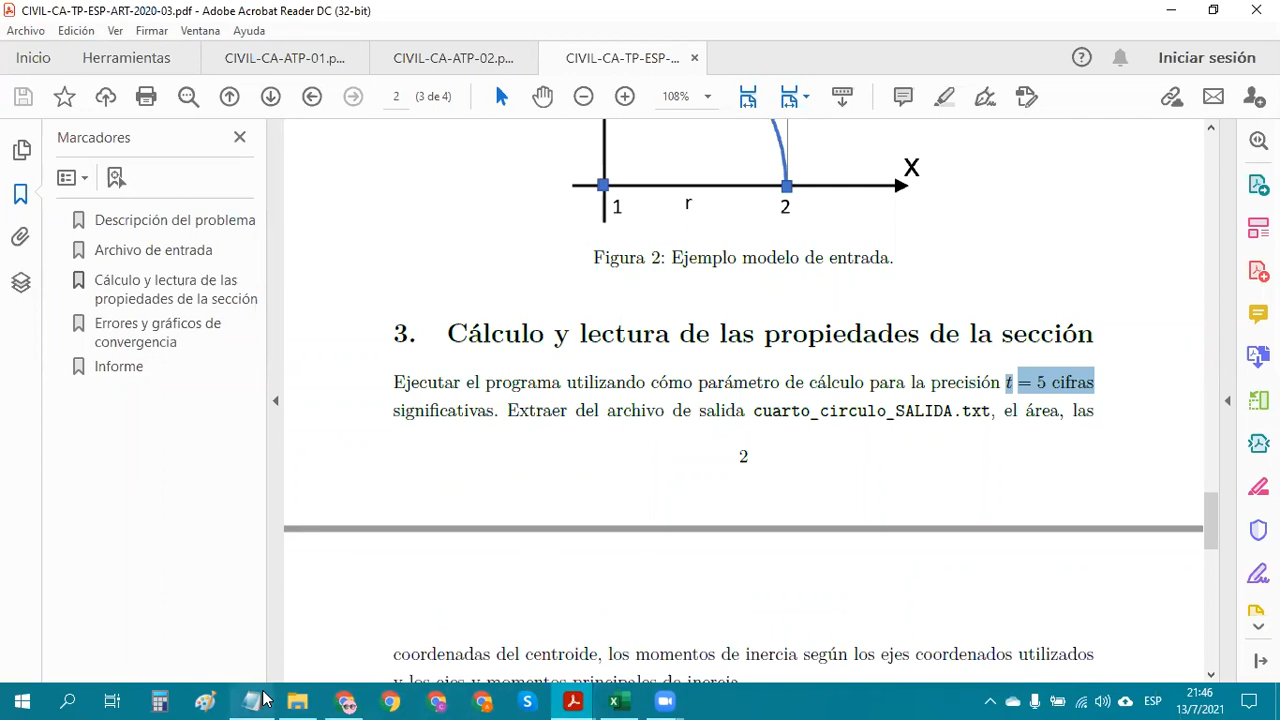 CIVIL-CA-TP-ESP-ART-2020-03.pdf - Adobe Acrobat Reader DC (32-bit)
Archivo Edición Ver Firmar Ventana Ayuda
Inicio Herramientas CIVIL-CA-ATP-01.p... CIVIL-CA-ATP-02.p... CIVIL-CA-TP-ESP-... Iniciar sesión
2 (3 de 4) 108%
Marcadores
Descripción del problema
Archivo de entrada
Cálculo y lectura de las
propiedades de la sección
Errores y gráficos de
convergencia
Informe
X
1 r 2
Figura 2: Ejemplo modelo de entrada.
3. Cálculo y lectura de las propiedades de la sección
Ejecutar el programa utilizando cómo parámetro de cálculo para la precisión t = 5 cifras
significativas. Extraer del archivo de salida cuarto_circulo_SALIDA.txt, el área, las
2
coordenadas del centroide, los momentos de inercia según los ejes coordenados utilizados
y los ejes y momentos principales de inercia.
ESP
21:46
13/7/2021